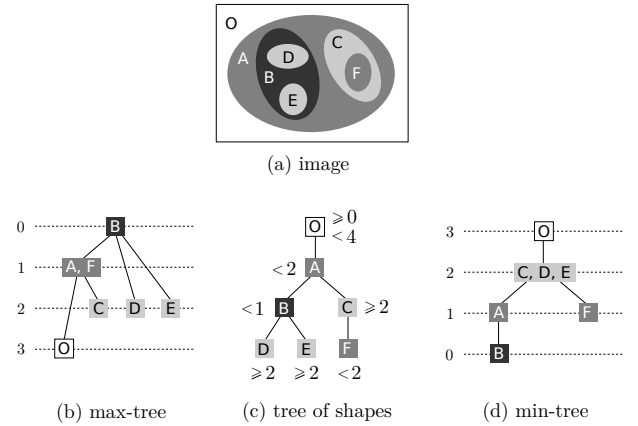 O
A
C
D
F
B
E
(a) image
0 B
1 A, F
2 C D E
3 O
(b) max-tree
O ⩾0
<4
<2 A
<1 B C ⩾2
D E F
⩾2 ⩾2 <2
(c) tree of shapes
3 O
2 C, D, E
1 A F
0 B
(d) min-tree